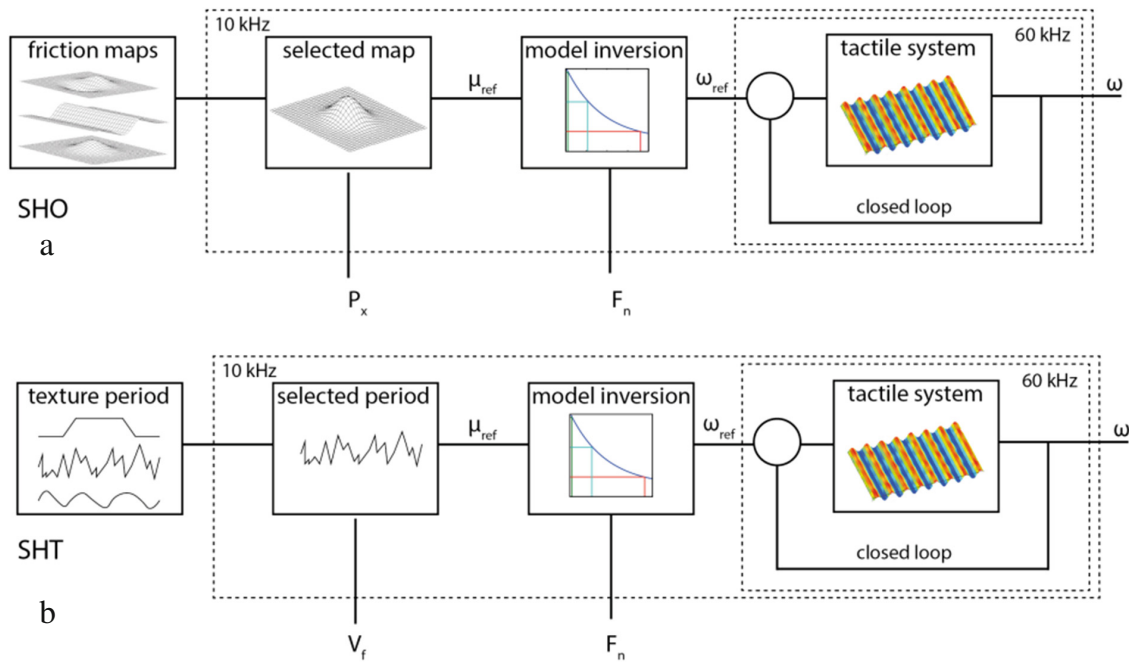 a
10 kHz
friction maps
selected map
model inversion
tactile system
60 kHz
μref
ωref
ω
closed loop
SHO
Px
Fn
10 kHz
texture period
selected period
model inversion
tactile system
60 kHz
μref
ωref
ω
closed loop
SHT
b
Vf
Fn